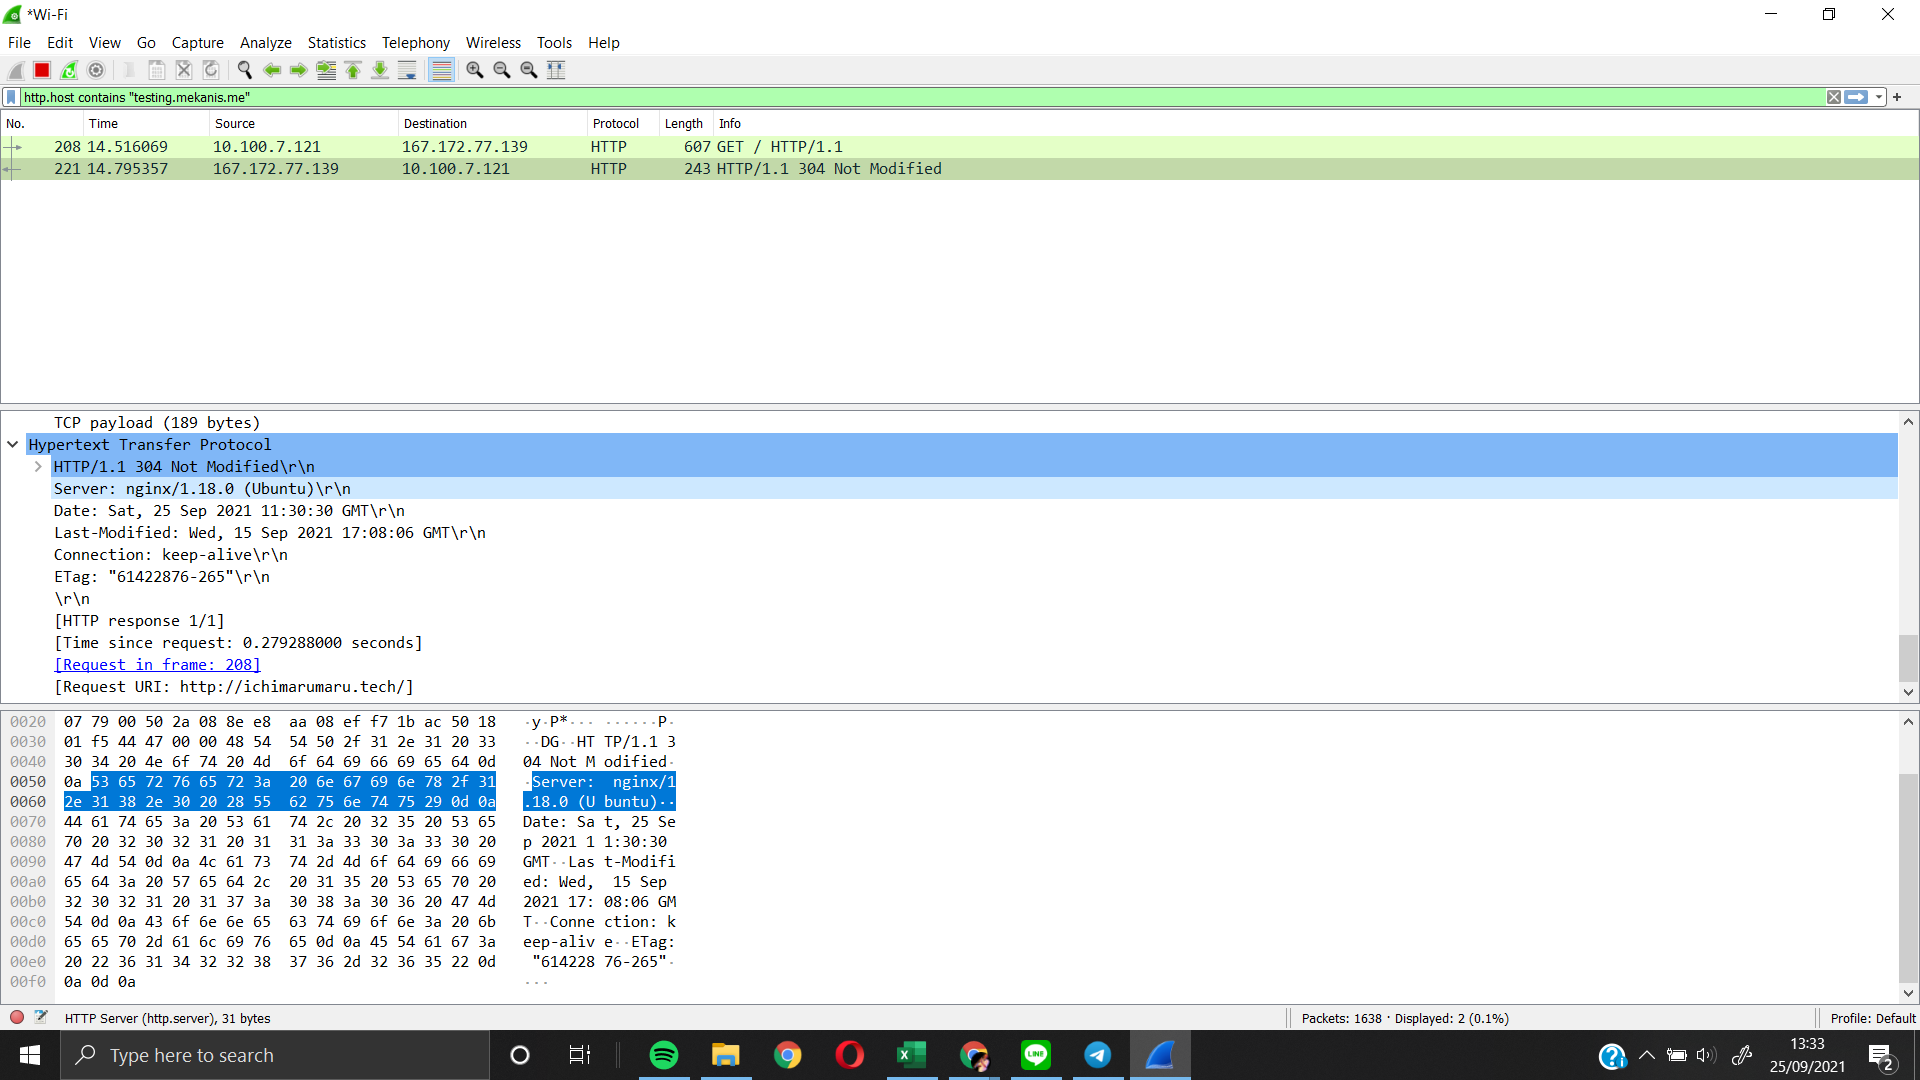 *Wi-Fi
File Edit View Go Capture Analyze Statistics Telephony Wireless Tools Help
http.host contains "testing.mekanis.me"
No. Time Source Destination Protocol Length Info
208 14.516069 10.100.7.121 167.172.77.139 HTTP 607 GET / HTTP/1.1
221 14.795357 167.172.77.139 10.100.7.121 HTTP 243 HTTP/1.1 304 Not Modified
TCP payload (189 bytes)
Hypertext Transfer Protocol
HTTP/1.1 304 Not Modified\r\n
Server: nginx/1.18.0 (Ubuntu)\r\n
Date: Sat, 25 Sep 2021 11:30:30 GMT\r\n
Last-Modified: Wed, 15 Sep 2021 17:08:06 GMT\r\n
Connection: keep-alive\r\n
ETag: "61422876-265"\r\n
\r\n
[HTTP response 1/1]
[Time since request: 0.279288000 seconds]
[Request in frame: 208]
[Request URI: http://ichimarumaru.tech/]
0020 07 79 00 50 2a 08 8e e8 aa 08 ef f7 1b ac 50 18 ·y·P*··· ······P·
0030 01 f5 44 47 00 00 48 54 54 50 2f 31 2e 31 20 33 ··DG··HT TP/1.1 3
0040 30 34 20 4e 6f 74 20 4d 6f 64 69 66 69 65 64 0d 04 Not M odified·
0050 0a 53 65 72 76 65 72 3a 20 6e 67 69 6e 78 2f 31 ·Server: nginx/1
0060 2e 31 38 2e 30 20 28 55 62 75 6e 74 75 29 0d 0a .18.0 (U buntu)··
0070 44 61 74 65 3a 20 53 61 74 2c 20 32 35 20 53 65 Date: Sa t, 25 Se
0080 70 20 32 30 32 31 20 31 31 3a 33 30 3a 33 30 20 p 2021 1 1:30:30
0090 47 4d 54 0d 0a 4c 61 73 74 2d 4d 6f 64 69 66 69 GMT··Las t-Modifi
00a0 65 64 3a 20 57 65 64 2c 20 31 35 20 53 65 70 20 ed: Wed, 15 Sep
00b0 32 30 32 31 20 31 37 3a 30 38 3a 30 36 20 47 4d 2021 17: 08:06 GM
00c0 54 0d 0a 43 6f 6e 6e 65 63 74 69 6f 6e 3a 20 6b T··Conne ction: k
00d0 65 65 70 2d 61 6c 69 76 65 0d 0a 45 54 61 67 3a eep-aliv e··ETag:
00e0 20 22 36 31 34 32 32 38 37 36 2d 32 36 35 22 0d "614228 76-265"·
00f0 0a 0d 0a ···
HTTP Server (http.server), 31 bytes Packets: 1638 · Displayed: 2 (0.1%) Profile: Default
Type here to search
LINE
13:33
25/09/2021
2